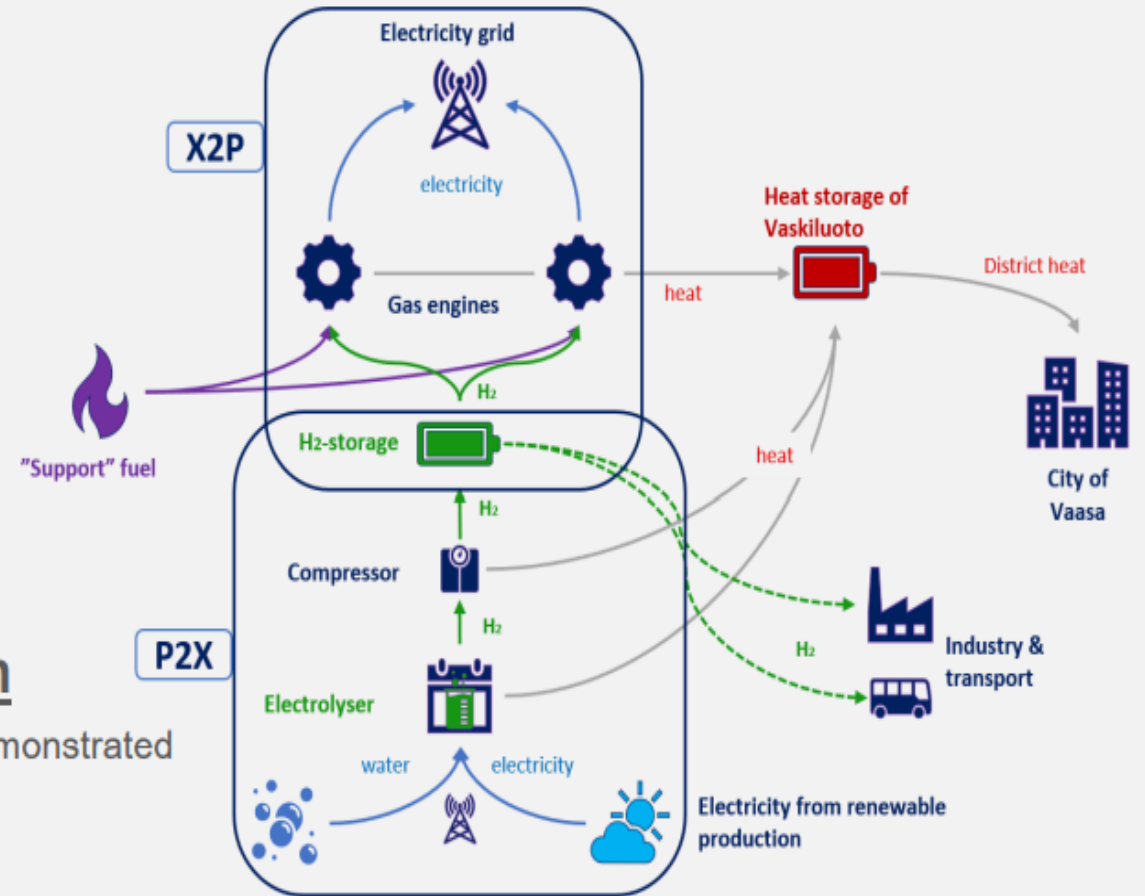 Electricity grid
X2P
electricity
Heat storage of
Vaskiluoto
District heat
heat
Gas engines
H₂
H₂-storage
"Support" fuel
heat
City of
Vaasa
H₂
Compressor
H₂
P2X
H₂
Industry &
transport
Electrolyser
n
monstrated
water
electricity
Electricity from renewable
production